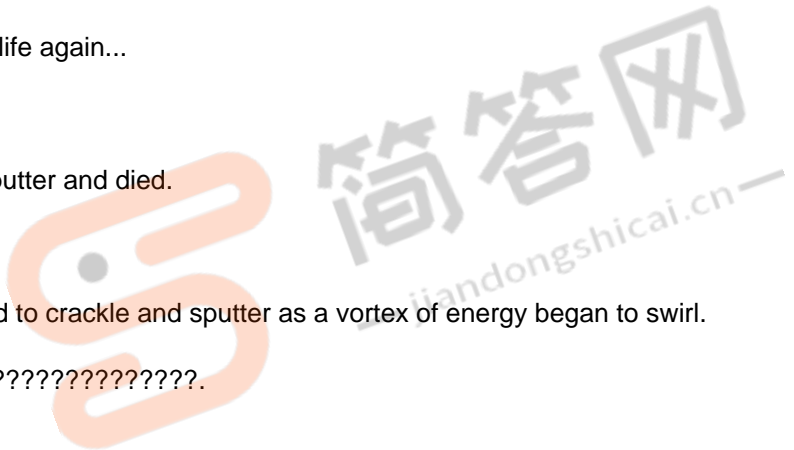 life again...
and died.
简答网
— jiandongshicai.cn —
to crackle and sputter as a vortex of energy began to swirl.
??????????????.